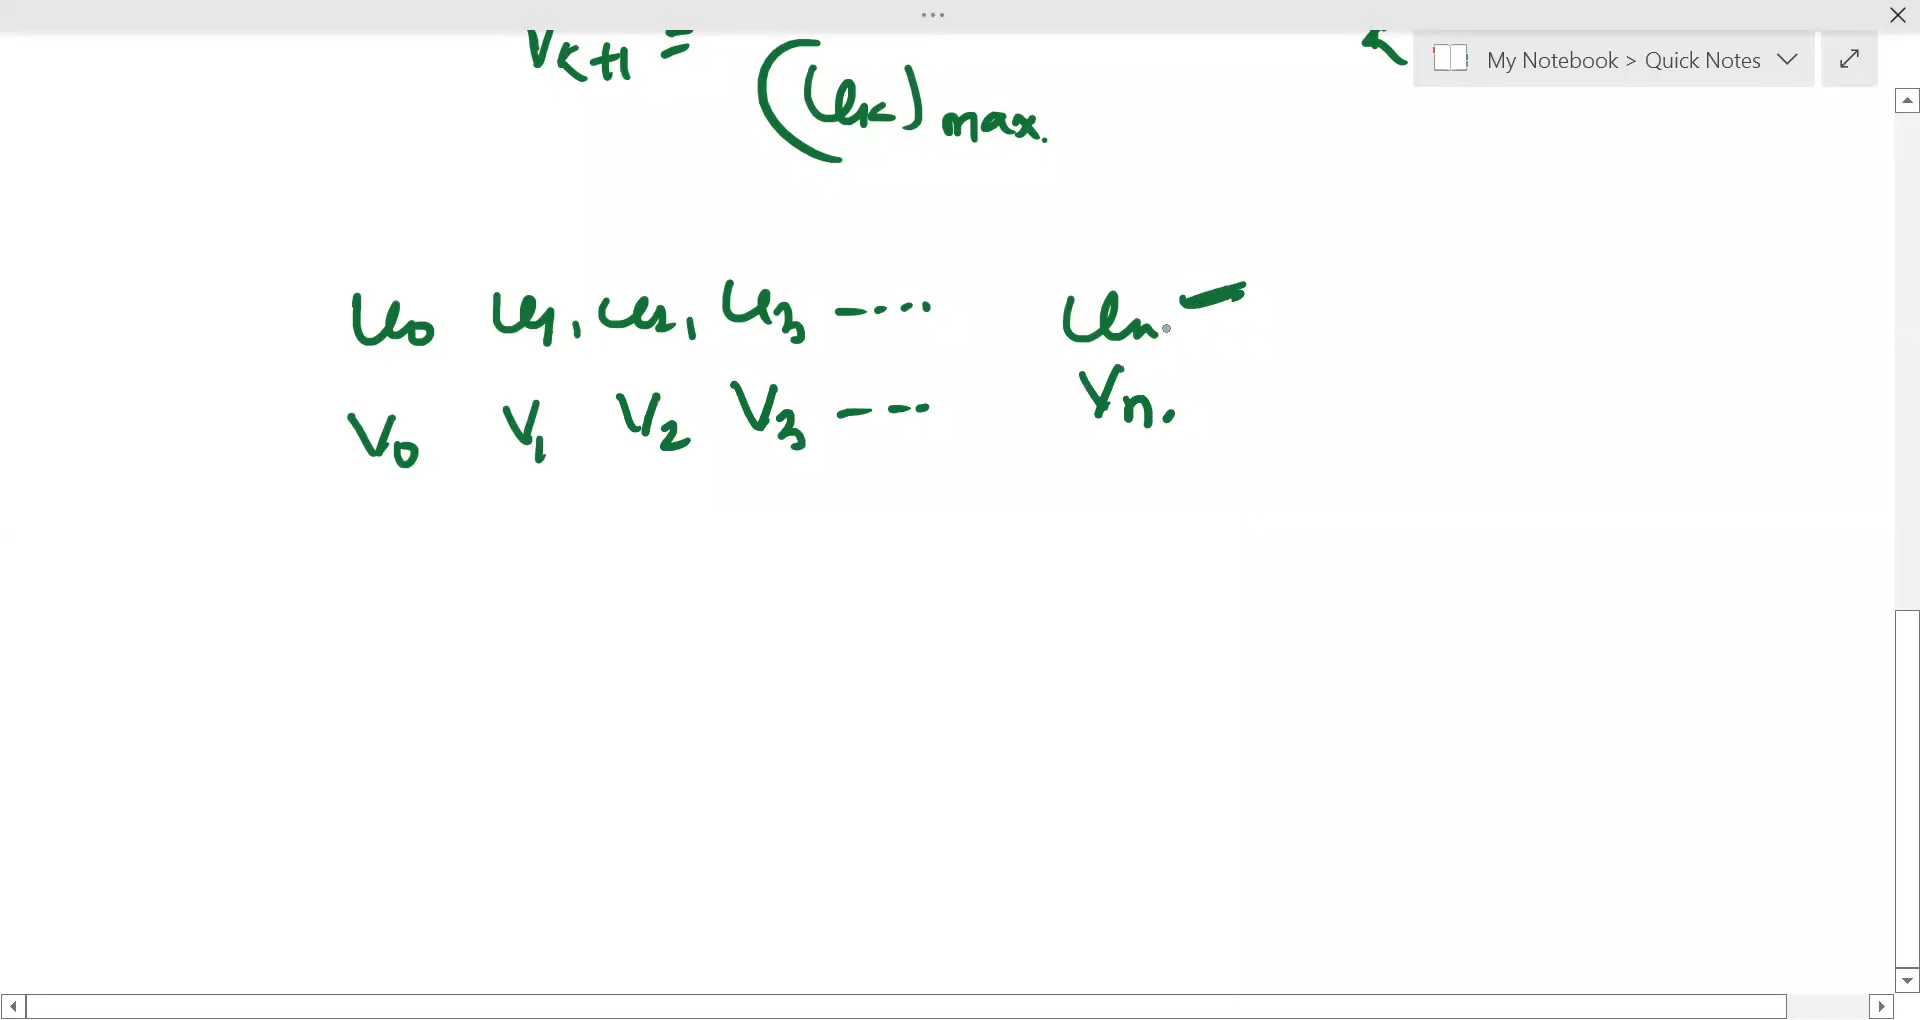 My Notebook > Quick Notes
V_{k+1} =
(u_k)_{max.}
u_0 u_1, u_2, u_3 ----... u_n.
V_0 V_1 V_2 V_3 ---- V_n.